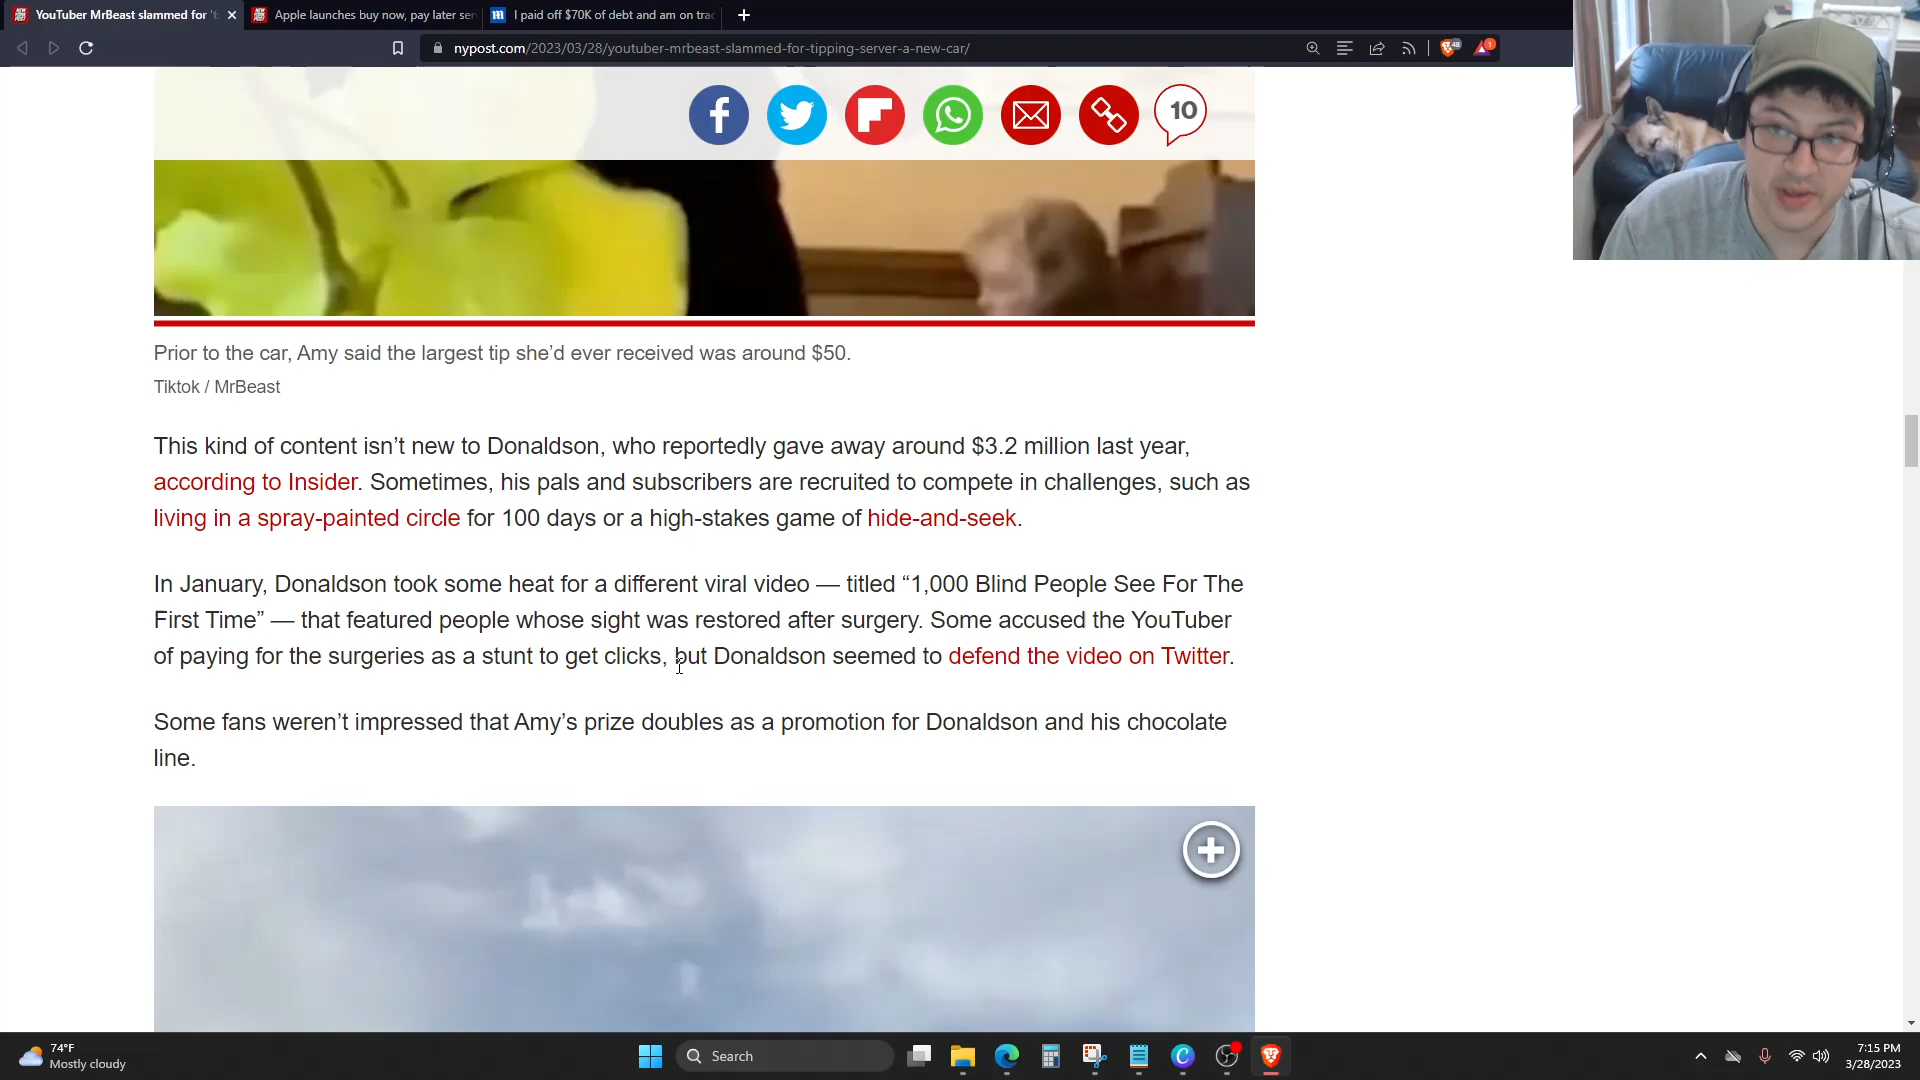 YouTuber MrBeast slammed for 't
Apple launches buy now, pay later ser
I paid off $70K of debt and am on trac
nypost.com/2023/03/28/youtuber-mrbeast-slammed-for-tipping-server-a-new-car/
10
Prior to the car, Amy said the largest tip she’d ever received was around $50.
Tiktok / MrBeast
This kind of content isn’t new to Donaldson, who reportedly gave away around $3.2 million last year,
according to Insider. Sometimes, his pals and subscribers are recruited to compete in challenges, such as
living in a spray-painted circle for 100 days or a high-stakes game of hide-and-seek.
In January, Donaldson took some heat for a different viral video — titled “1,000 Blind People See For The
First Time” — that featured people whose sight was restored after surgery. Some accused the YouTuber
of paying for the surgeries as a stunt to get clicks, but Donaldson seemed to defend the video on Twitter.
Some fans weren’t impressed that Amy’s prize doubles as a promotion for Donaldson and his chocolate
line.
74°F
Mostly cloudy
Search
7:15 PM
3/28/2023